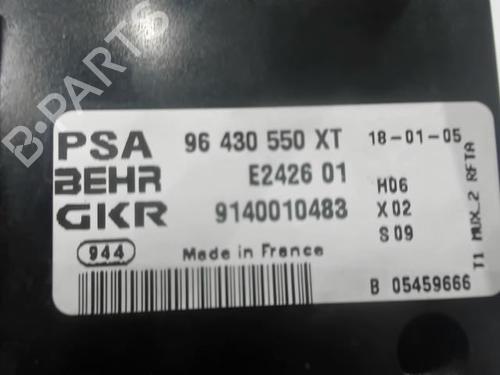 PSA 96 430 550 XT 18-01-05
BEHR E2426 01 H06
GKR 9140010483 X02
944 Made in France S09
B 05459666
T1 MUX_2 RFTA
B-PARTS